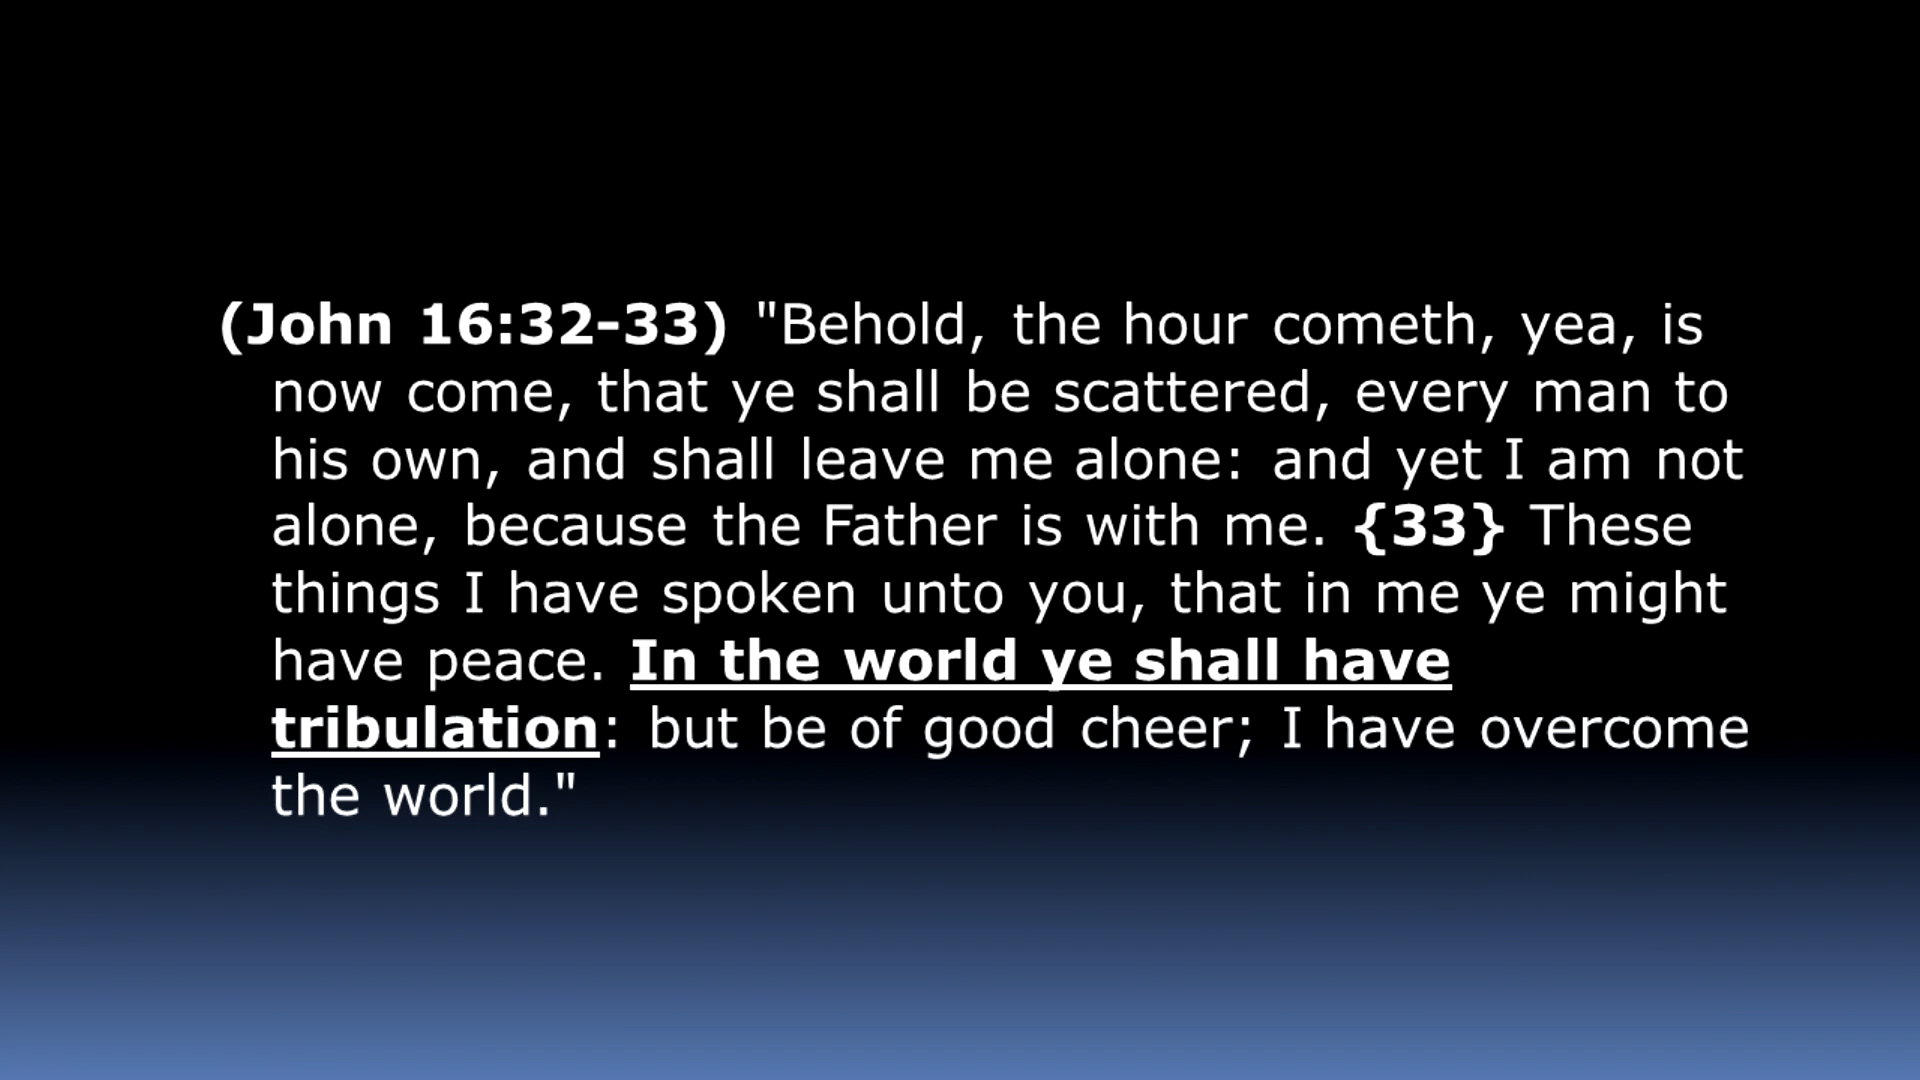 (John 16:32-33) "Behold, the hour cometh, yea, is
now come, that ye shall be scattered, every man to
his own, and shall leave me alone: and yet I am not
alone, because the Father is with me. {33} These
things I have spoken unto you, that in me ye might
have peace. In the world ye shall have
tribulation: but be of good cheer; I have overcome
the world."